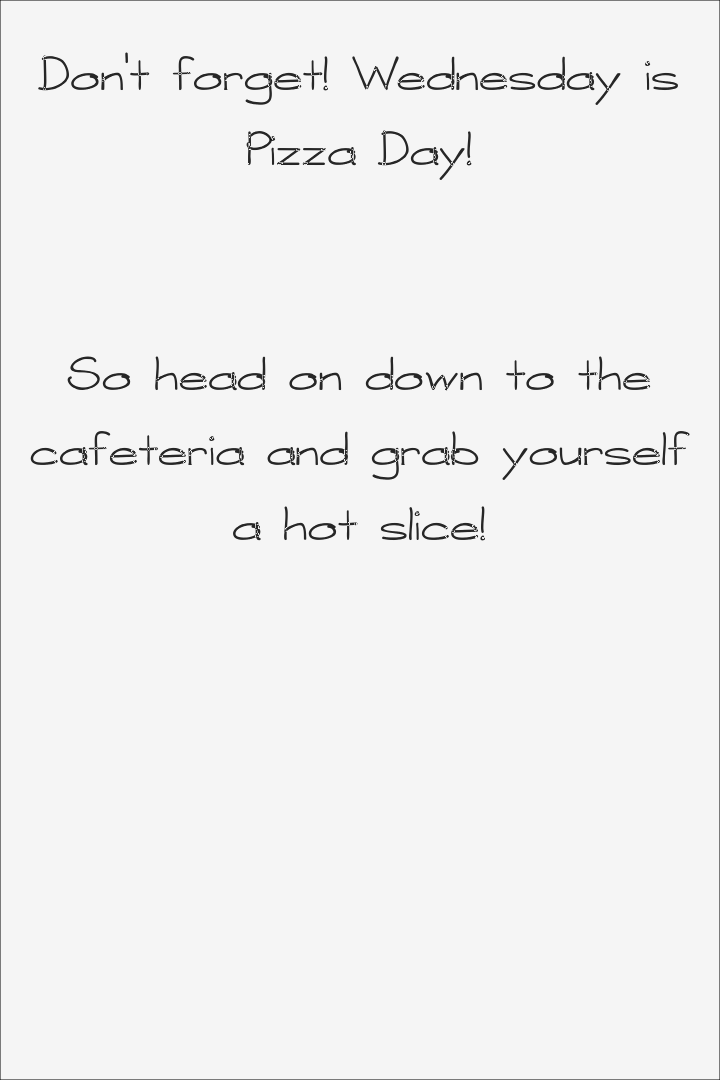 Don't forget! Wednesday is
Pizza Day!
So head on down to the
cafeteria and grab yourself
a hot slice!